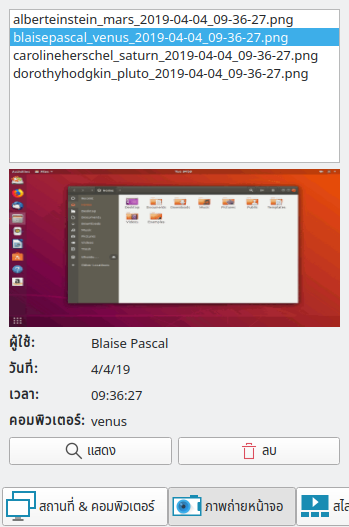 alberteinstein_mars_2019-04-04_09-36-27.png
blaisepascal_venus_2019-04-04_09-36-27.png
carolineherschel_saturn_2019-04-04_09-36-27.png
dorothyhodgkin_pluto_2019-04-04_09-36-27.png
ผู้ใช้: Blaise Pascal
วันที่: 4/4/19
เวลา: 09:36:27
คอมพิวเตอร์: venus
แสดง ลบ
สถานที่ & คอมพิวเตอร์ ภาพถ่ายหน้าจอ สไล